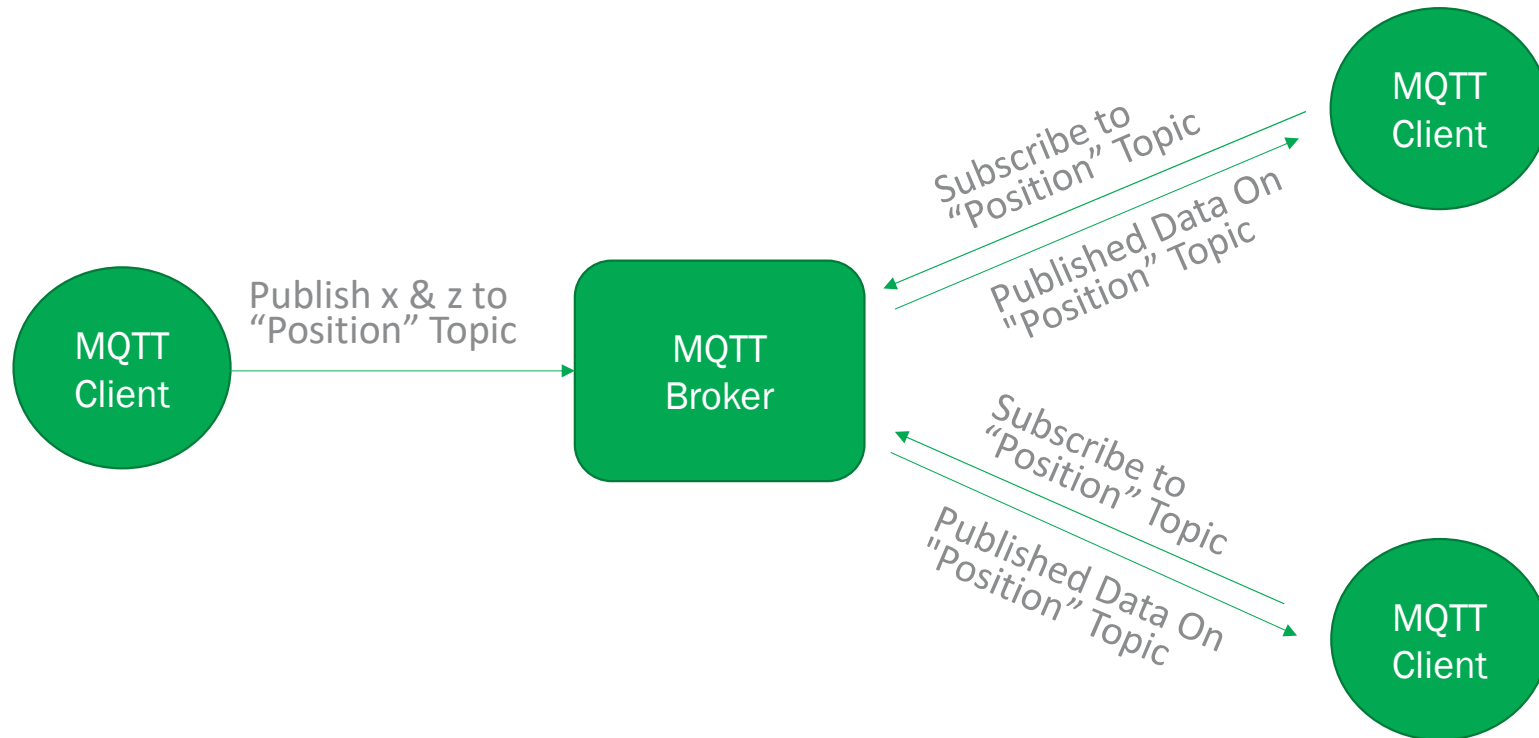 MQTT
Client
Publish x & z to
“Position” Topic
MQTT
Broker
Subscribe to
“Position” Topic
Published Data On
"Position” Topic
MQTT
Client
Subscribe to
“Position” Topic
Published Data On
"Position” Topic
MQTT
Client